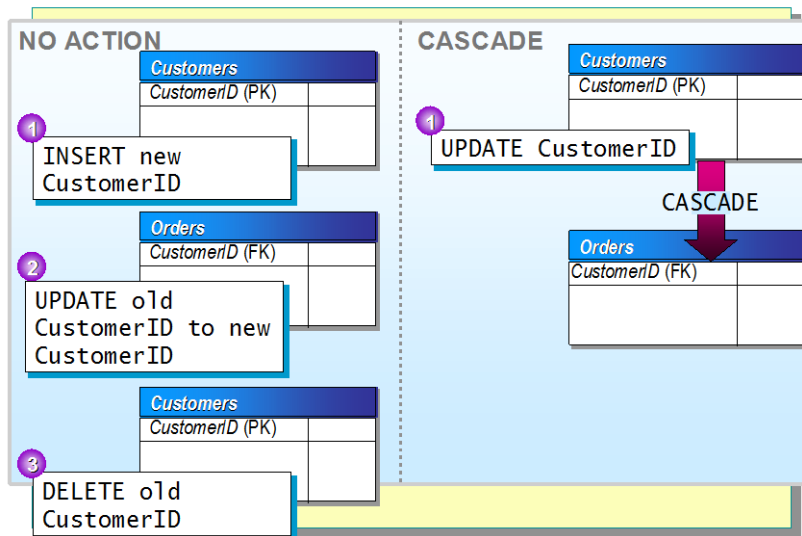 NO ACTION
Customers
CustomerID (PK)
1
INSERT new
CustomerID
Orders
CustomerID (FK)
2
UPDATE old
CustomerID to new
CustomerID
Customers
CustomerID (PK)
3
DELETE old
CustomerID
CASCADE
Customers
CustomerID (PK)
1
UPDATE CustomerID
CASCADE
Orders
CustomerID (FK)